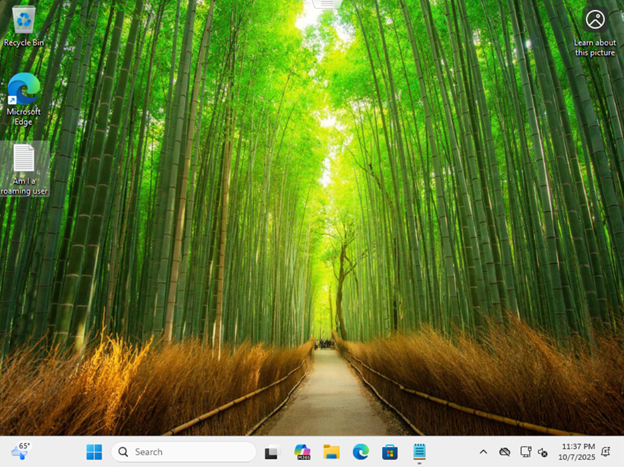 Recycle Bin
Learn about
this picture
Microsoft
Edge
Am I a
roaming user
65°
Search
M365
11:37 PM
10/7/2025